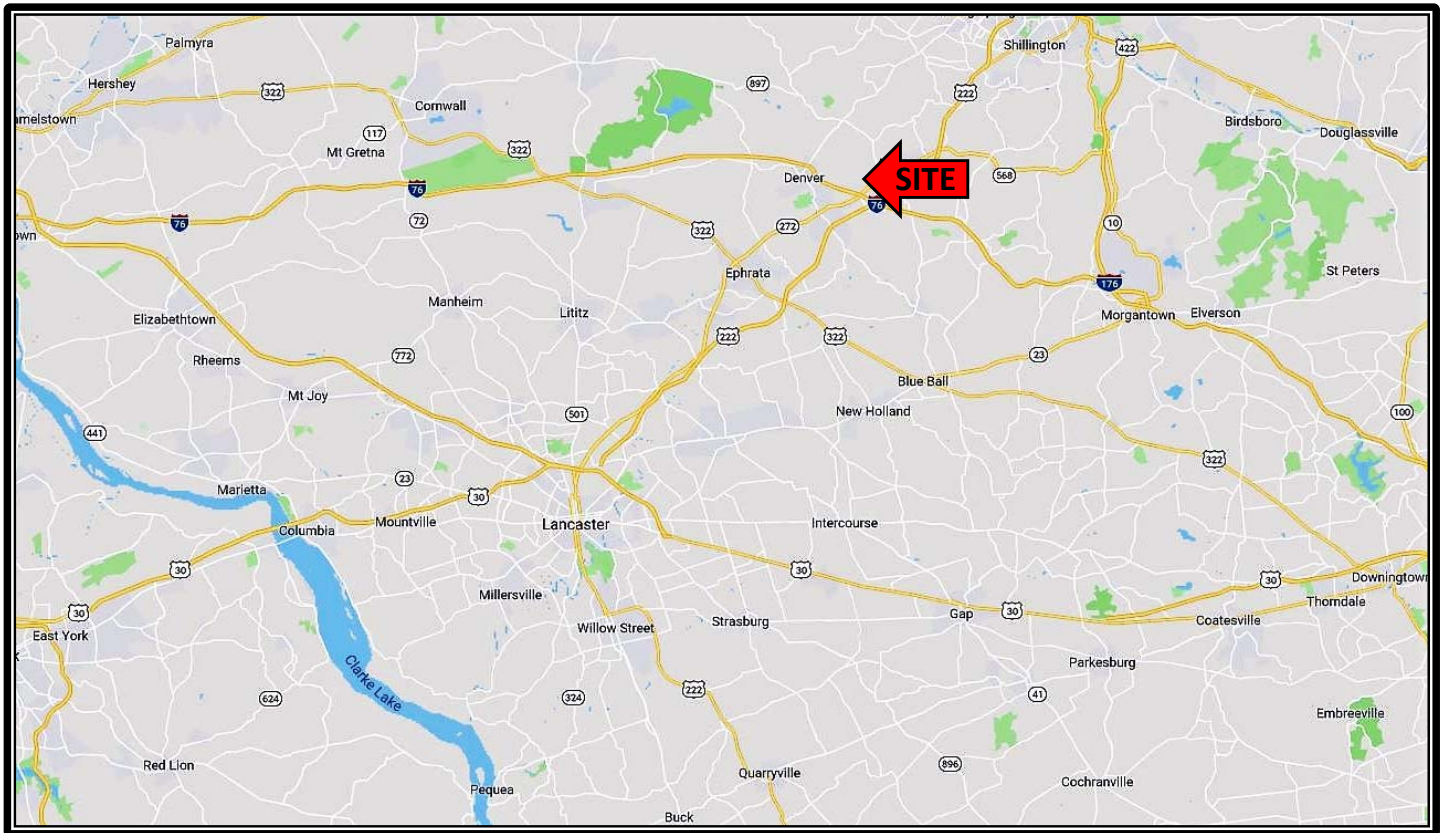 Shillington
422
Palmyra
Hershey
322
897
222
Cornwall
melstown
117
Mt Gretna
322
Birdsboro
Douglassville
568
Denver
SITE
76
76
76
72
10
272
322
own
Ephrata
176
St Peters
Manheim
Lititz
Elizabethtown
Morgantown
Elverson
222
322
23
Rheems
772
Blue Ball
Mt Joy
New Holland
501
100
441
322
Marietta
23
30
Columbia
Mountville
Lancaster
Intercourse
30
30
30
Downingtown
30
Millersville
Gap
30
Thorndale
Coatesville
East York
Willow Street
Strasburg
Parkesburg
Clarke Lake
624
324
222
41
Embreeville
Red Lion
Quarryville
896
Cochranville
Pequea
Buck